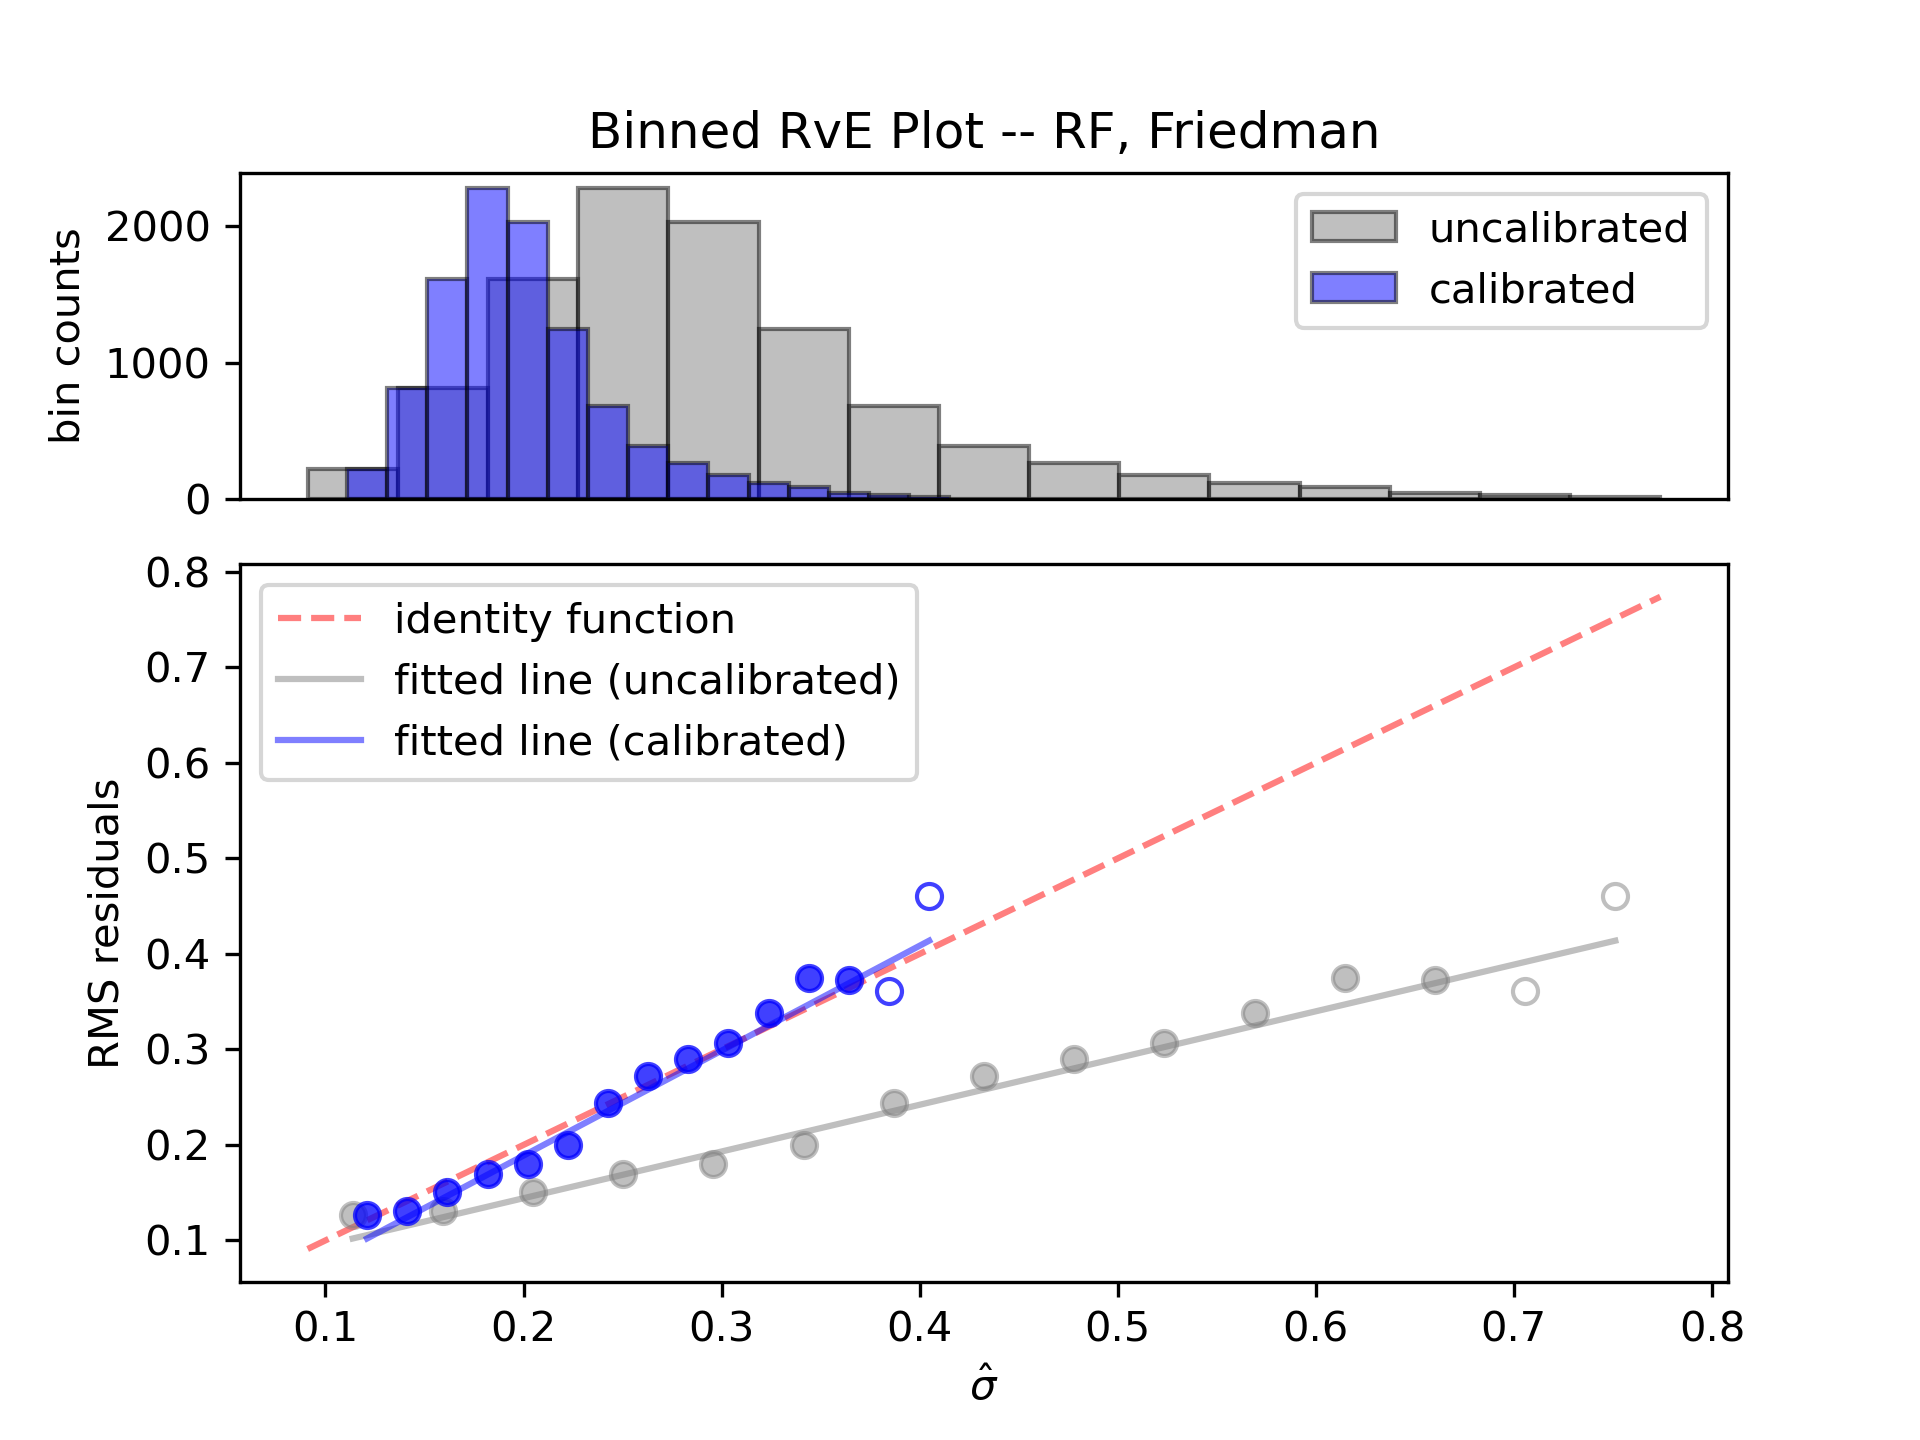 Binned RvE Plot -- RF, Friedman
bin counts
2000
1000
0
uncalibrated
calibrated
RMS residuals
0.8
0.7
0.6
0.5
0.4
0.3
0.2
0.1
identity function
fitted line (uncalibrated)
fitted line (calibrated)
0.1 0.2 0.3 0.4 0.5 0.6 0.7 0.8
σ̂